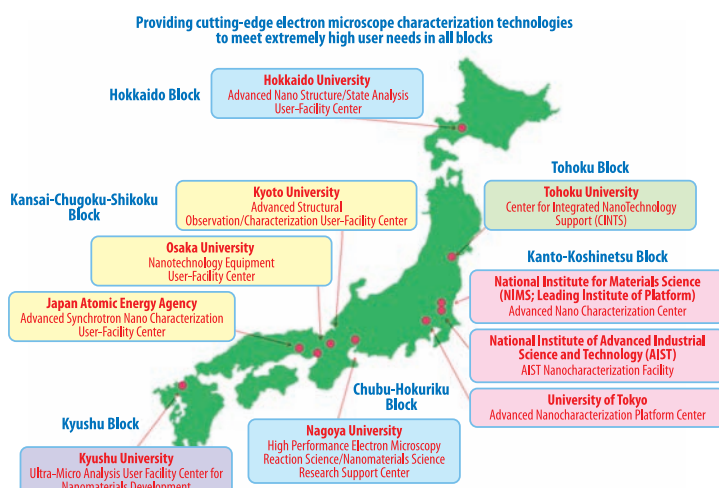 Providing cutting-edge electron microscope characterization technologies
to meet extremely high user needs in all blocks
Hokkaido Block
Hokkaido University
Advanced Nano Structure/State Analysis
User-Facility Center
Tohoku Block
Tohoku University
Center for Integrated NanoTechnology
Support (CINTS)
Kansai-Chugoku-Shikoku
Block
Kyoto University
Advanced Structural
Observation/Characterization User-Facility Center
Osaka University
Nanotechnology Equipment
User-Facility Center
Japan Atomic Energy Agency
Advanced Synchrotron Nano Characterization
User-Facility Center
Kanto-Koshinetsu Block
National Institute for Materials Science
(NIMS; Leading Institute of Platform)
Advanced Nano Characterization Center
National Institute of Advanced Industrial
Science and Technology (AIST)
AIST Nanocharacterization Facility
University of Tokyo
Advanced Nanocharacterization Platform Center
Chubu-Hokuriku
Block
Nagoya University
High Performance Electron Microscopy
Reaction Science/Nanomaterials Science
Research Support Center
Kyushu Block
Kyushu University
Ultra-Micro Analysis User Facility Center for
Nanomaterials Development